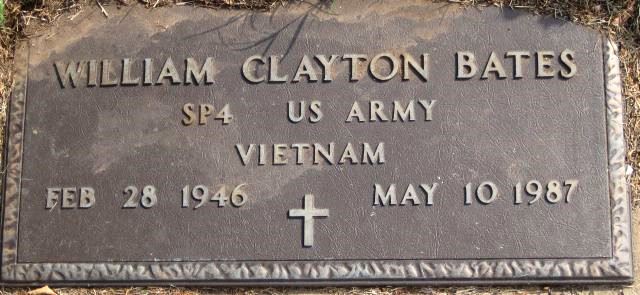 WILLIAM CLAYTON BATES
SP4 US ARMY
VIETNAM
FEB 28 1946 MAY 10 1987